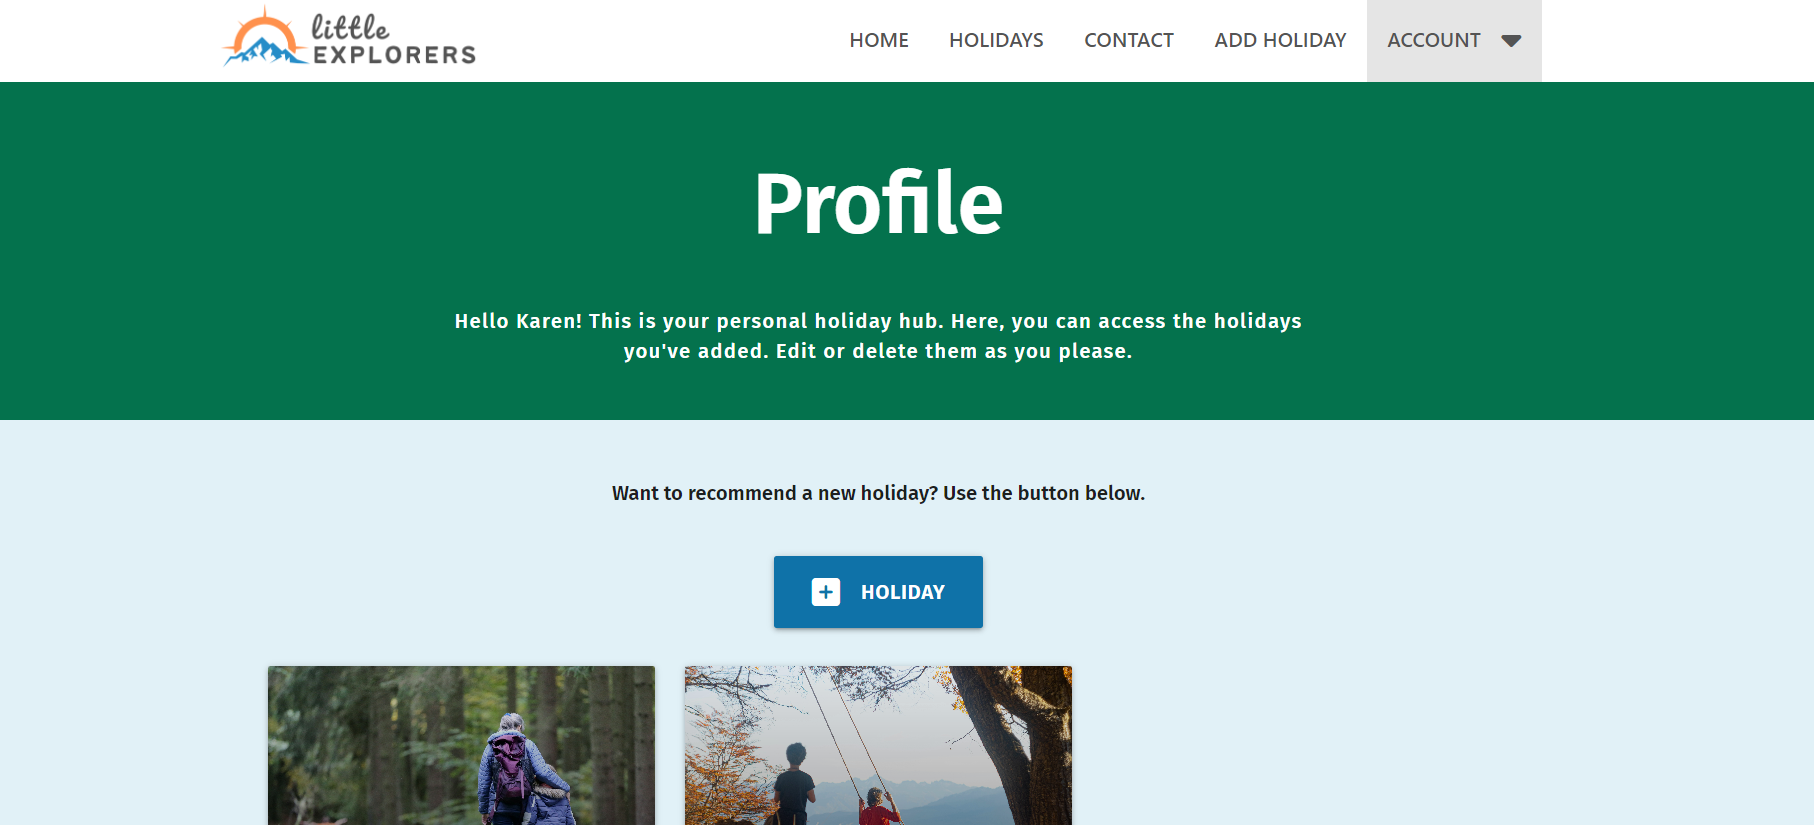 little
EXPLORERS
HOME HOLIDAYS CONTACT ADD HOLIDAY ACCOUNT
Profile
Hello Karen! This is your personal holiday hub. Here, you can access the holidays
you've added. Edit or delete them as you please.
Want to recommend a new holiday? Use the button below.
HOLIDAY